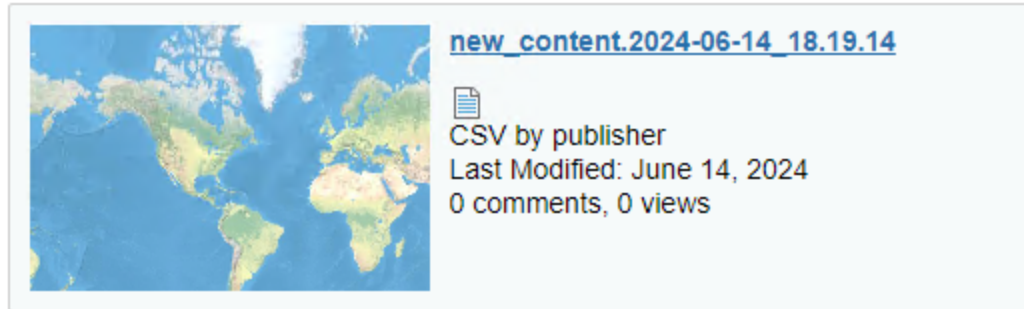 new_content.2024-06-14_18.19.14
CSV by publisher
Last Modified: June 14, 2024
0 comments, 0 views